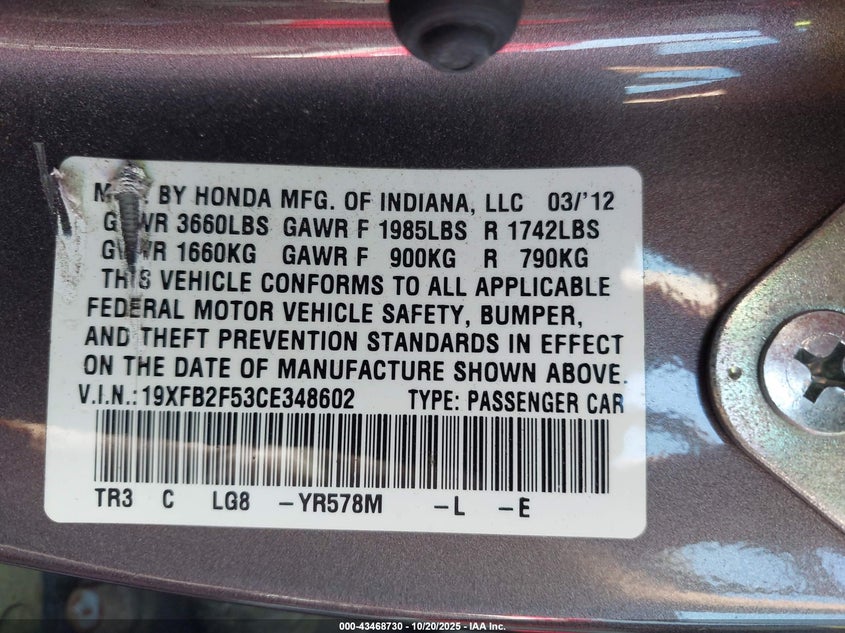 BY HONDA MFG. OF INDIANA, LLC 03/'12
3660LBS GAWR F 1985LBS R 1742LBS
1660KG GAWR F 900KG R 790KG
THIS VEHICLE CONFORMS TO ALL APPLICABLE
FEDERAL MOTOR VEHICLE SAFETY, BUMPER,
AND THEFT PREVENTION STANDARDS IN EFFECT
ON THE DATE OF MANUFACTURE SHOWN ABOVE.
V.I.N.:19XFB2F53CE348602 TYPE: PASSENGER CAR
TR3 C LG8 -YR578M -L -E
000-43468730 - 10/20/2025 - IAA Inc.